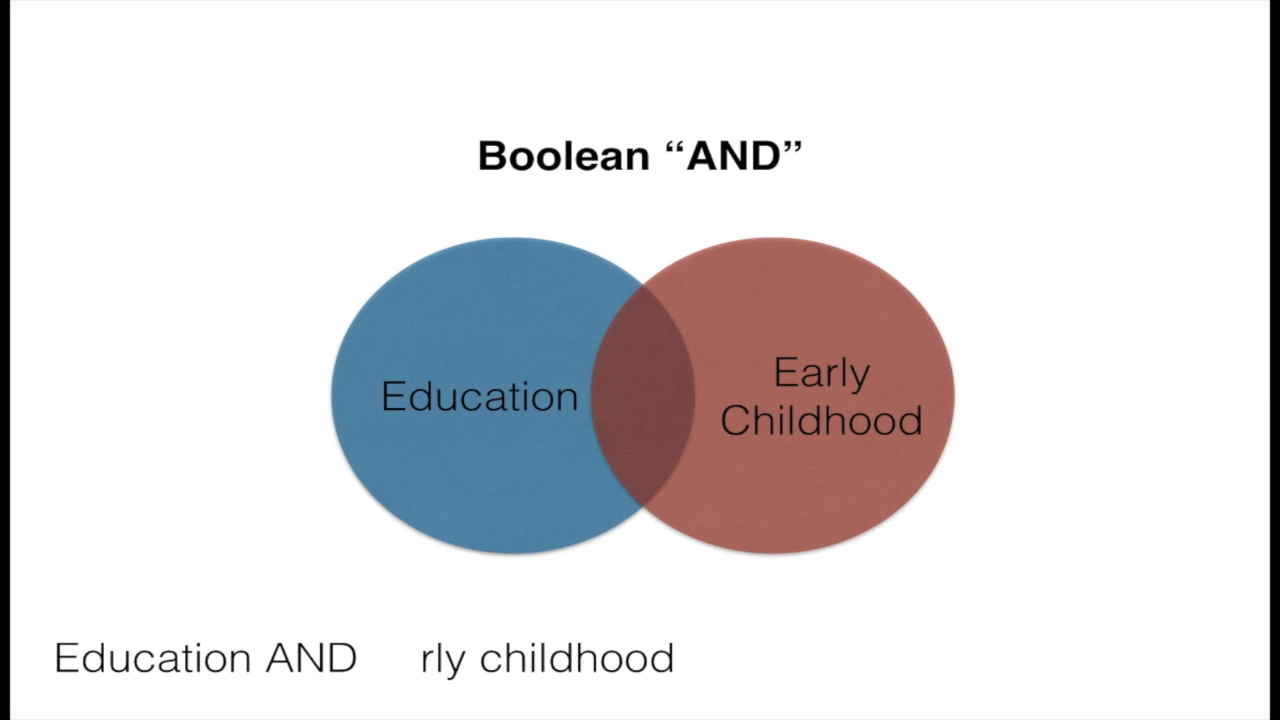 Boolean “AND”
Education
Early
Childhood
Education AND rly childhood